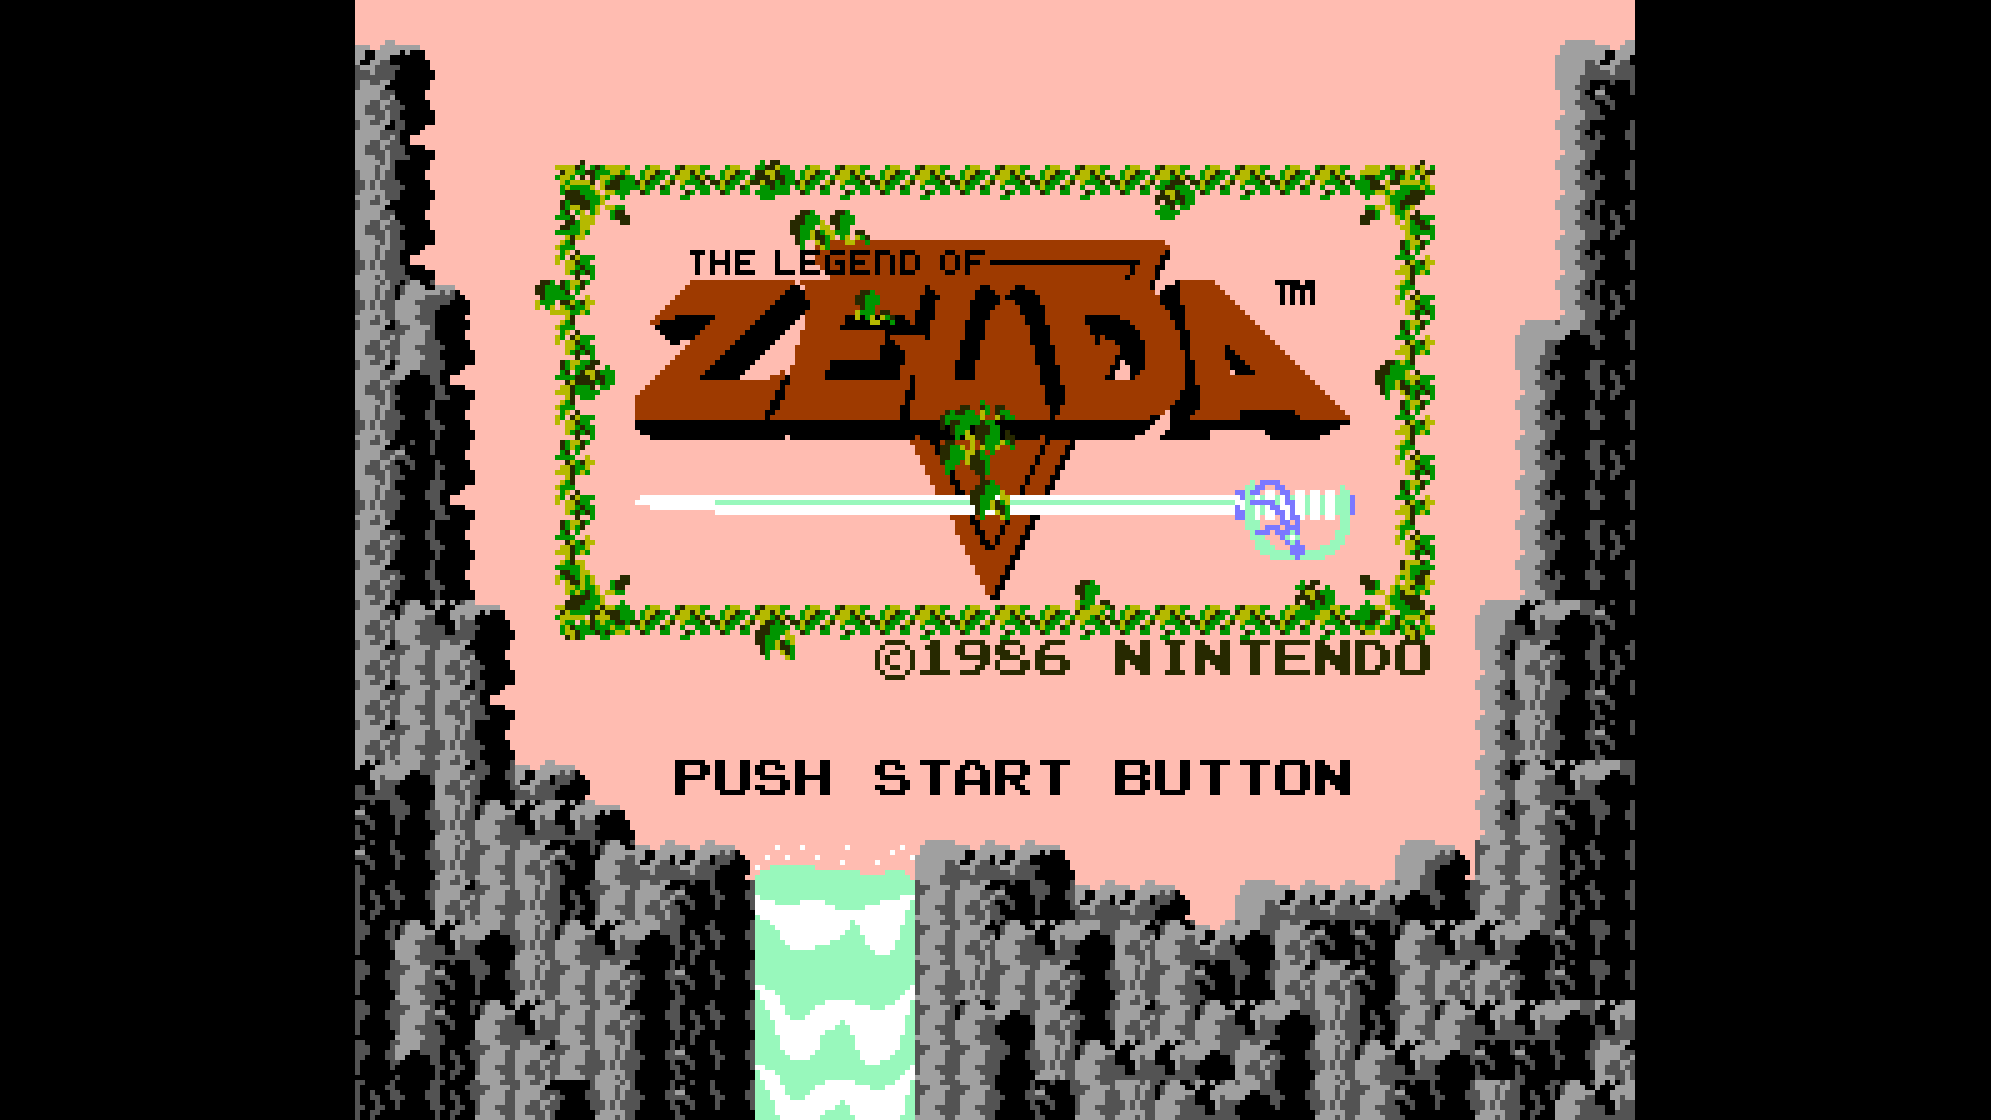 THE LEGEND OF
ZELDA TM
©1986 NINTENDO
PUSH START BUTTON